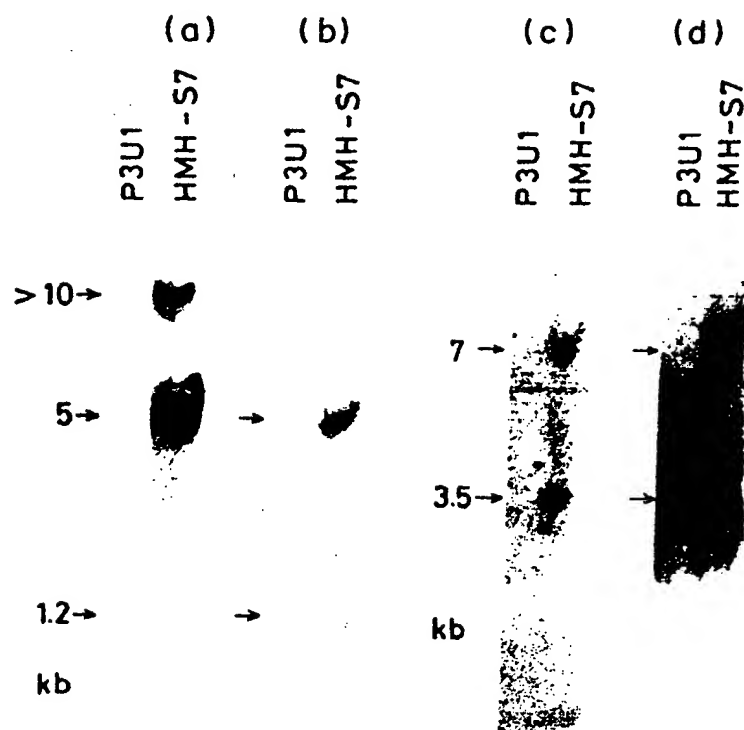 (a) (b) (c) (d)
P3U1 HMH-S7 P3U1 HMH-S7 P3U1 HMH-S7 P3U1 HMH-S7
> 10→
7 → →
5→ →
3.5→ →
1.2→ →
kb
kb